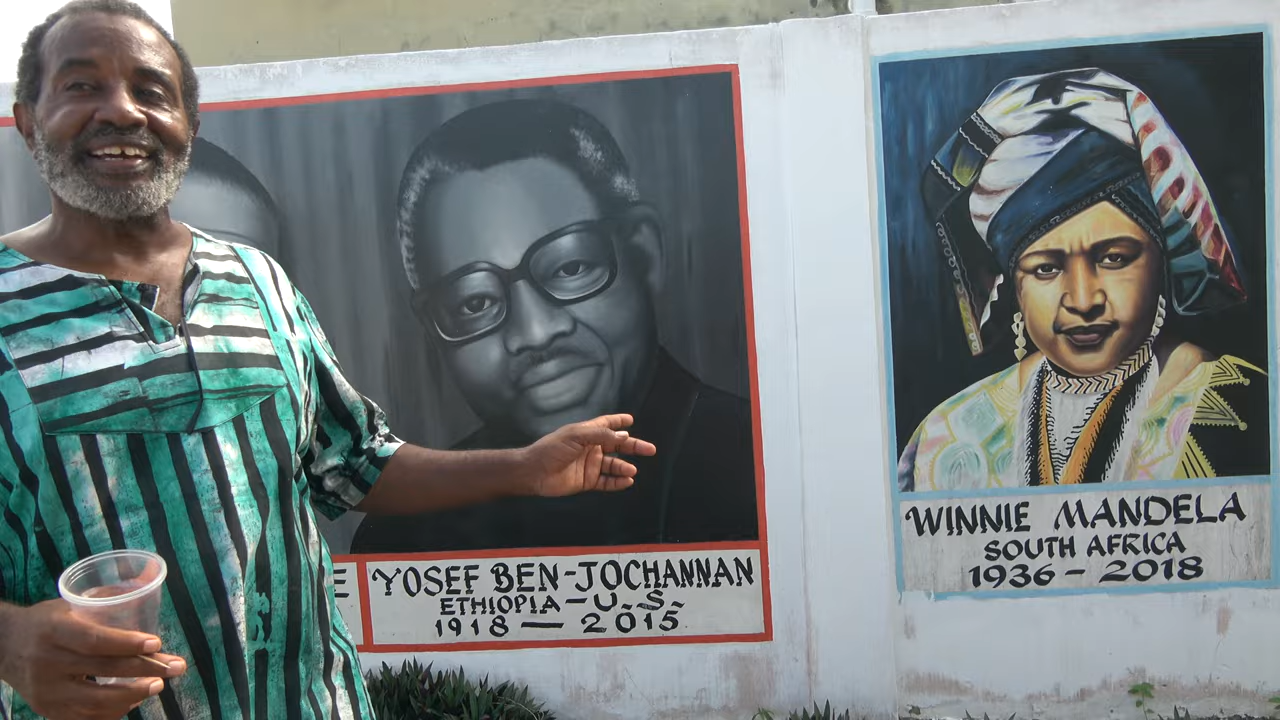 E
YOSEF BEN-JOCHANNAN
ETHIOPIA-U.S.
1918 — 2015
WINNIE MANDELA
SOUTH AFRICA
1936 - 2018